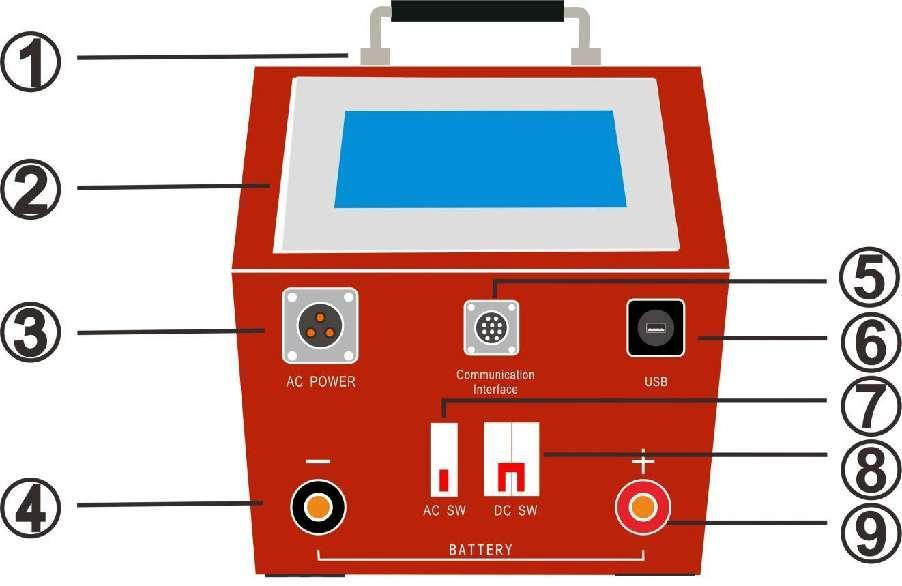 ①
②
③
④
⑤
⑥
⑦
⑧
⑨
AC POWER
Communication
Interface
USB
AC SW
DC SW
−
+
BATTERY